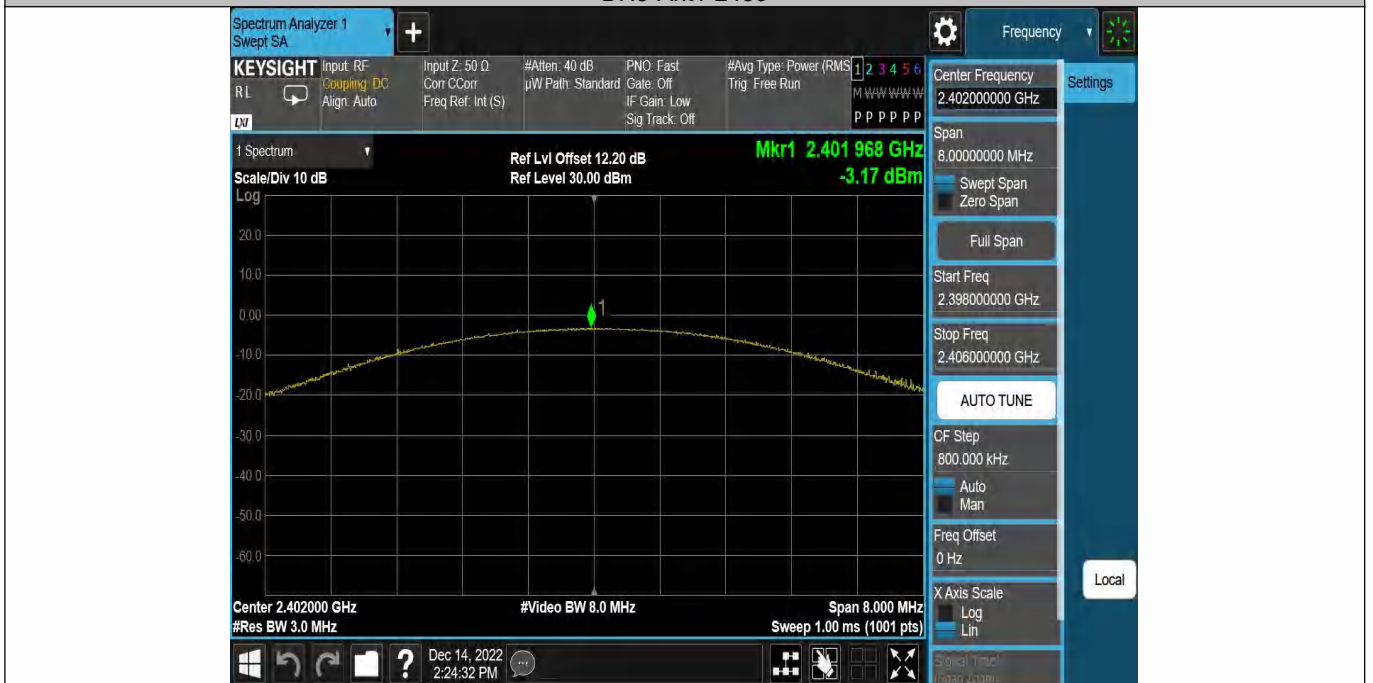 Spectrum Analyzer 1
Swept SA
Frequency
KEYSIGHT
RL
LXI
Input: RF
Coupling: DC
Align: Auto
Input Z: 50 Ω
Corr CCorr
Freq Ref: Int (S)
#Atten: 40 dB
µW Path: Standard
PNO: Fast
Gate: Off
IF Gain: Low
Sig Track: Off
#Avg Type: Power (RMS
Trig: Free Run
1 2 3 4 5 6
M W W W W W
P P P P P P
1 Spectrum
Scale/Div 10 dB
Log
Ref Lvl Offset 12.20 dB
Ref Level 30.00 dBm
Mkr1 2.401 968 GHz
-3.17 dBm
20.0
10.0
0.00
-10.0
-20.0
-30.0
-40.0
-50.0
-60.0
1
Center 2.402000 GHz
#Res BW 3.0 MHz
#Video BW 8.0 MHz
Span 8.000 MHz
Sweep 1.00 ms (1001 pts)
Dec 14, 2022
2:24:32 PM
Center Frequency
2.402000000 GHz
Settings
Span
8.00000000 MHz
Swept Span
Zero Span
Full Span
Start Freq
2.398000000 GHz
Stop Freq
2.406000000 GHz
AUTO TUNE
CF Step
800.000 kHz
Auto
Man
Freq Offset
0 Hz
X Axis Scale
Log
Lin
Local
Signal Track
(Span Zoom)